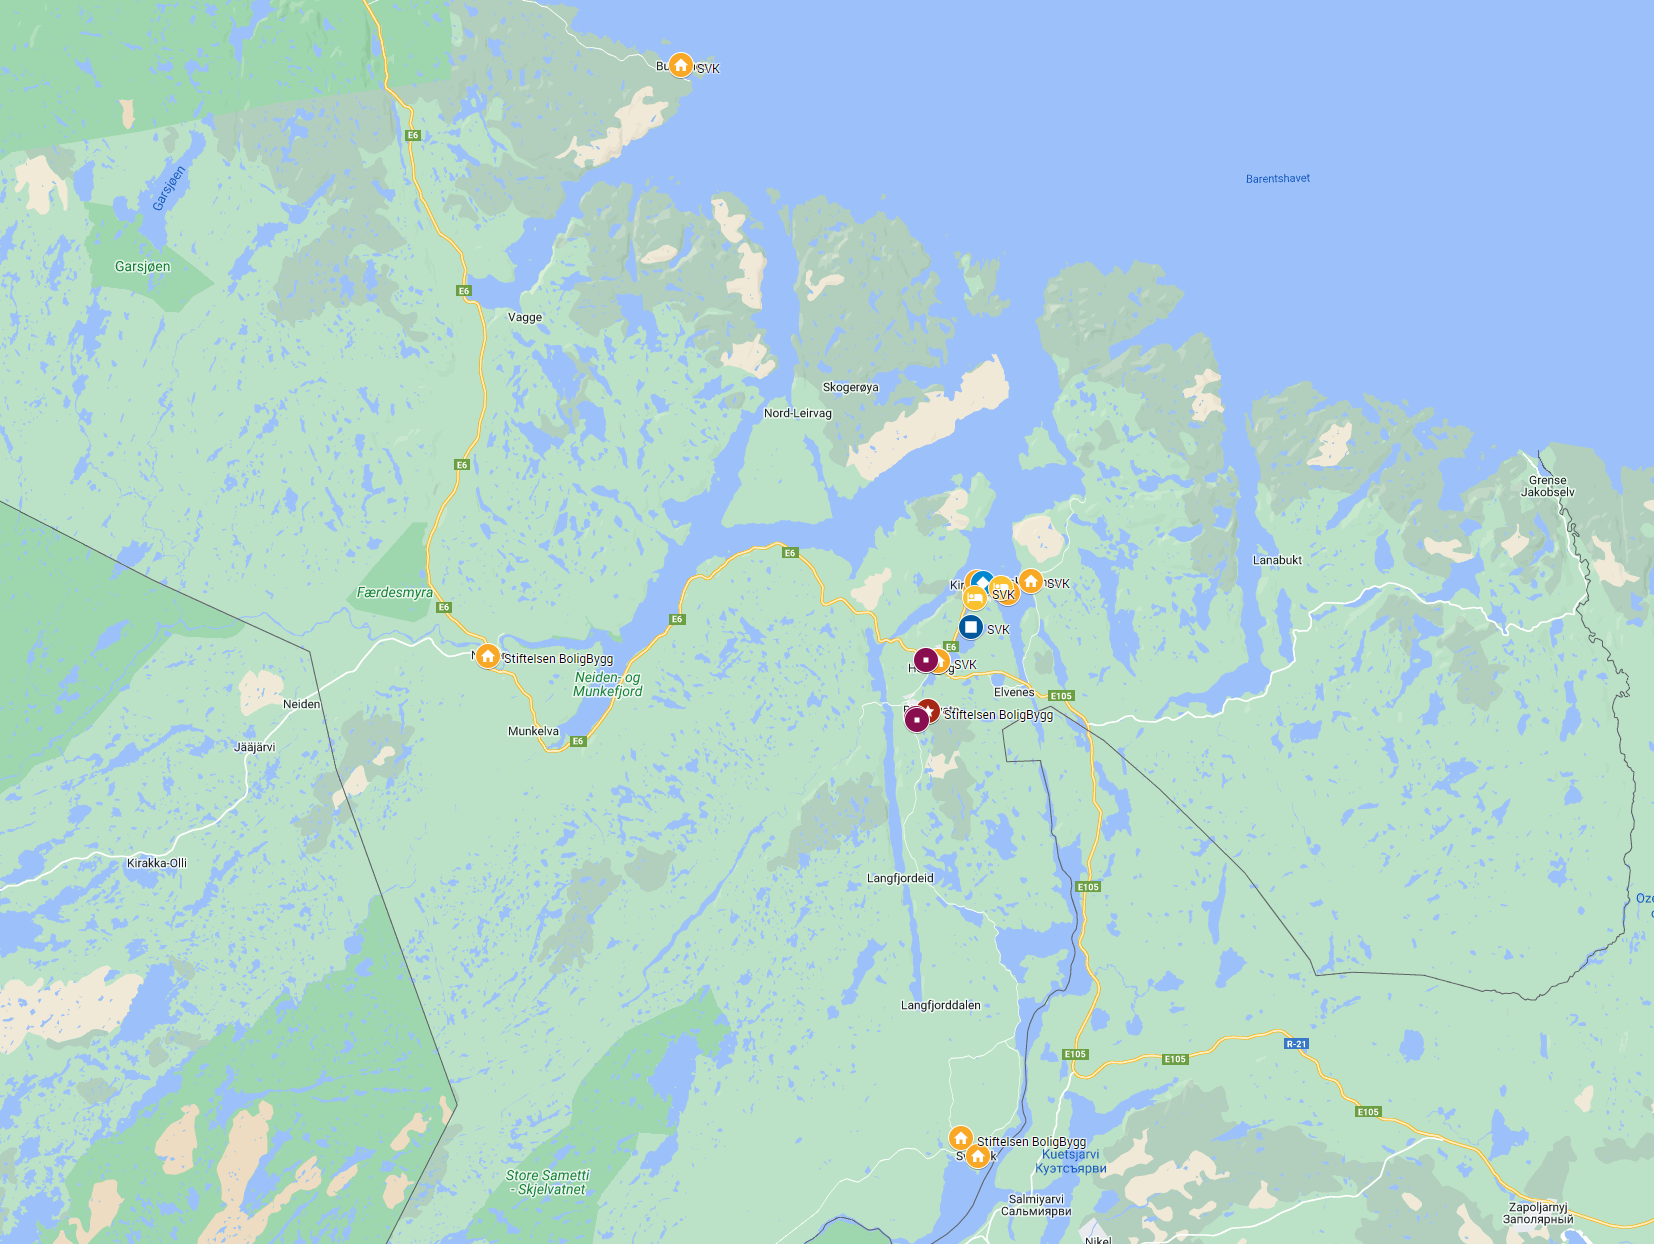 SVK
E6
Barentshavet
Garsjøen
Garsjøen
E6
Vagge
Skogerøya
Nord-Leirvag
E6
Grense
Jakobselv
E6
Lanabukt
SVK
Færdesmyra
SVK
E6
E6
SVK
E6
Stiftelsen BoligBygg
SVK
Neiden- og
Munkefjord
Elvenes
E105
Neiden
Stiftelsen BoligBygg
Munkelva
E6
Jääjärvi
Kirakka-Olli
Langfjordeid
E105
Langfjorddalen
R-21
E105
E105
E105
Stiftelsen BoligBygg
Kuetsjarvi
Куэтсъярви
Store Sametti
- Skjelvatnet
Salmiyarvi
Сальмиярви
Zapoljarnyj
Заполярный
Nikel